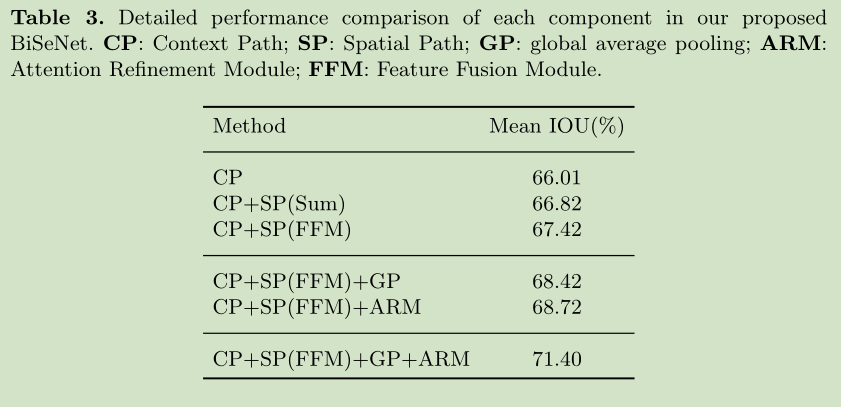 Table 3. Detailed performance comparison of each component in our proposed
BiSeNet. CP: Context Path; SP: Spatial Path; GP: global average pooling; ARM:
Attention Refinement Module; FFM: Feature Fusion Module.
Method Mean IOU(%)
CP 66.01
CP+SP(Sum) 66.82
CP+SP(FFM) 67.42
CP+SP(FFM)+GP 68.42
CP+SP(FFM)+ARM 68.72
CP+SP(FFM)+GP+ARM 71.40